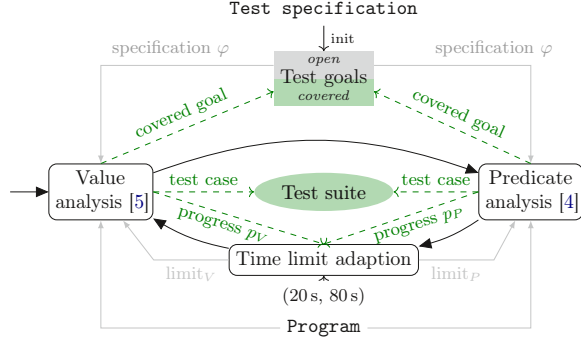 Test specification
init
specification φ
specification φ
open
Test goals
covered
covered goal
covered goal
Value
analysis [5]
test case
Test suite
test case
Predicate
analysis [4]
progress p_V
progress p_P
Time limit adaption
limit_V
limit_P
(20 s, 80 s)
Program